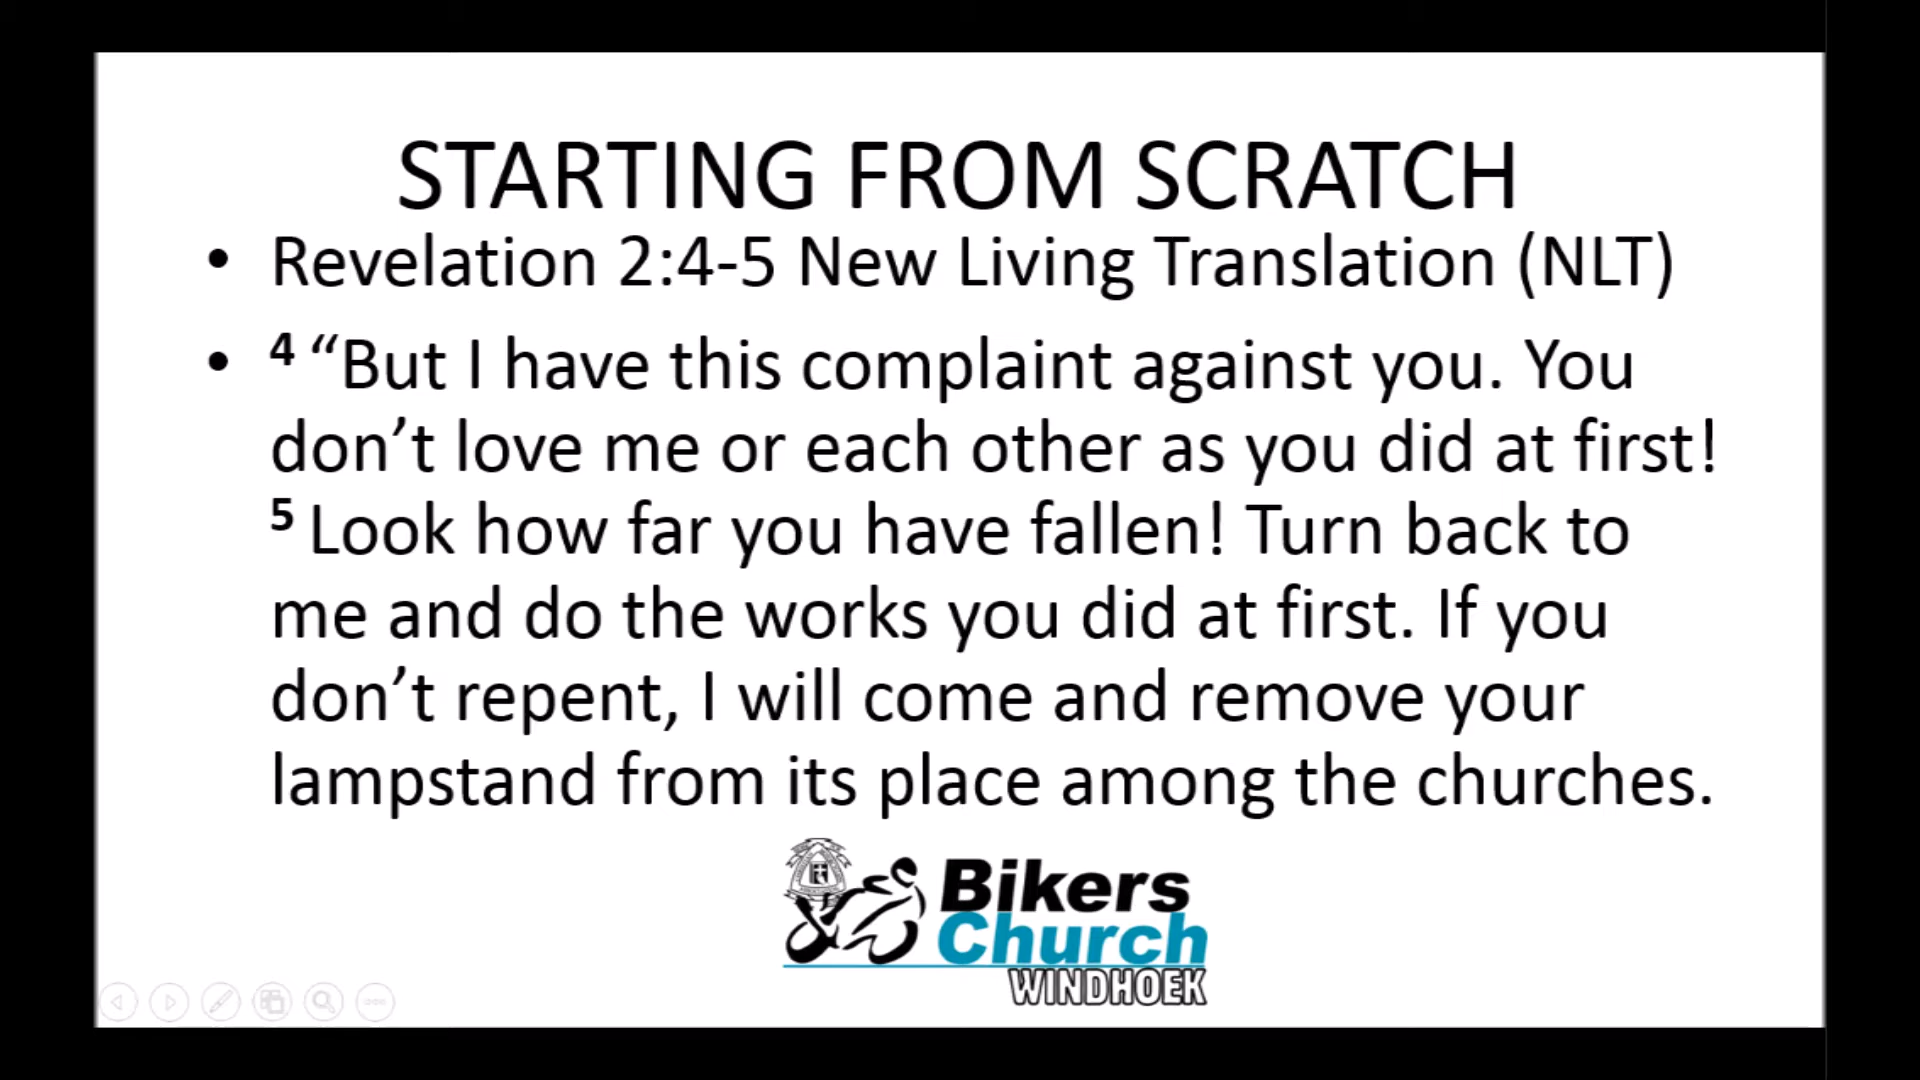 STARTING FROM SCRATCH
• Revelation 2:4-5 New Living Translation (NLT)
• ⁴ “But I have this complaint against you. You
don’t love me or each other as you did at first!
⁵ Look how far you have fallen! Turn back to
me and do the works you did at first. If you
don’t repent, I will come and remove your
lampstand from its place among the churches.
Bikers
Church
WINDHOEK